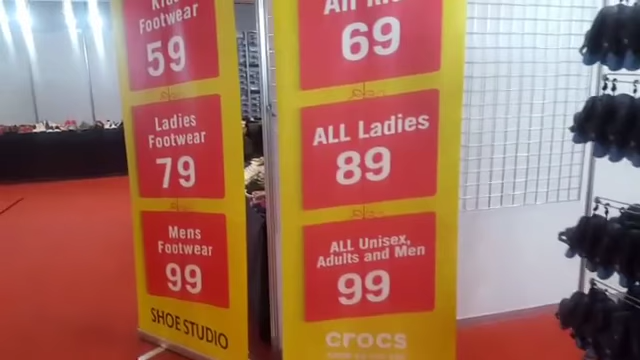 Footwear
59
Ladies
Footwear
79
Mens
Footwear
99
SHOE STUDIO
All
69
ALL Ladies
89
ALL Unisex,
Adults and Men
99
crocs